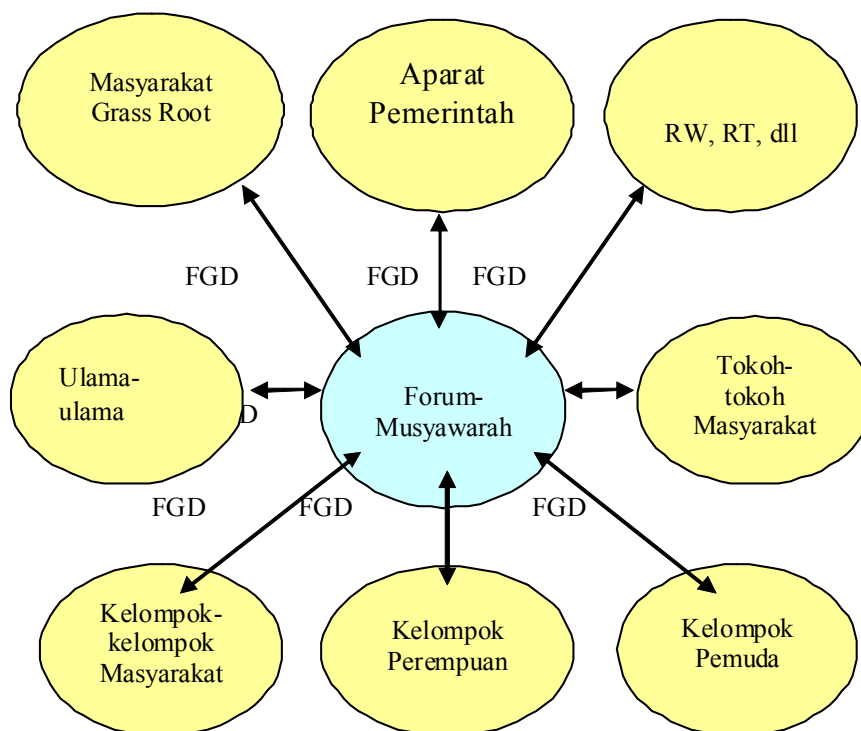 Masyarakat
Grass Root
Aparat
Pemerintah
RW, RT, dll
FGD
FGD
FGD
Ulama-
ulama
D
Forum-
Musyawarah
Tokoh-
tokoh
Masyarakat
FGD
FGD
FGD
Kelompok-
kelompok
Masyarakat
Kelompok
Perempuan
Kelompok
Pemuda